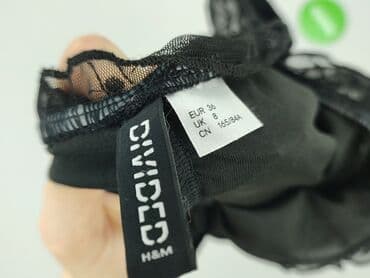 EUR 36
UK 8
CN 165/84A
DIVIDED
H&M